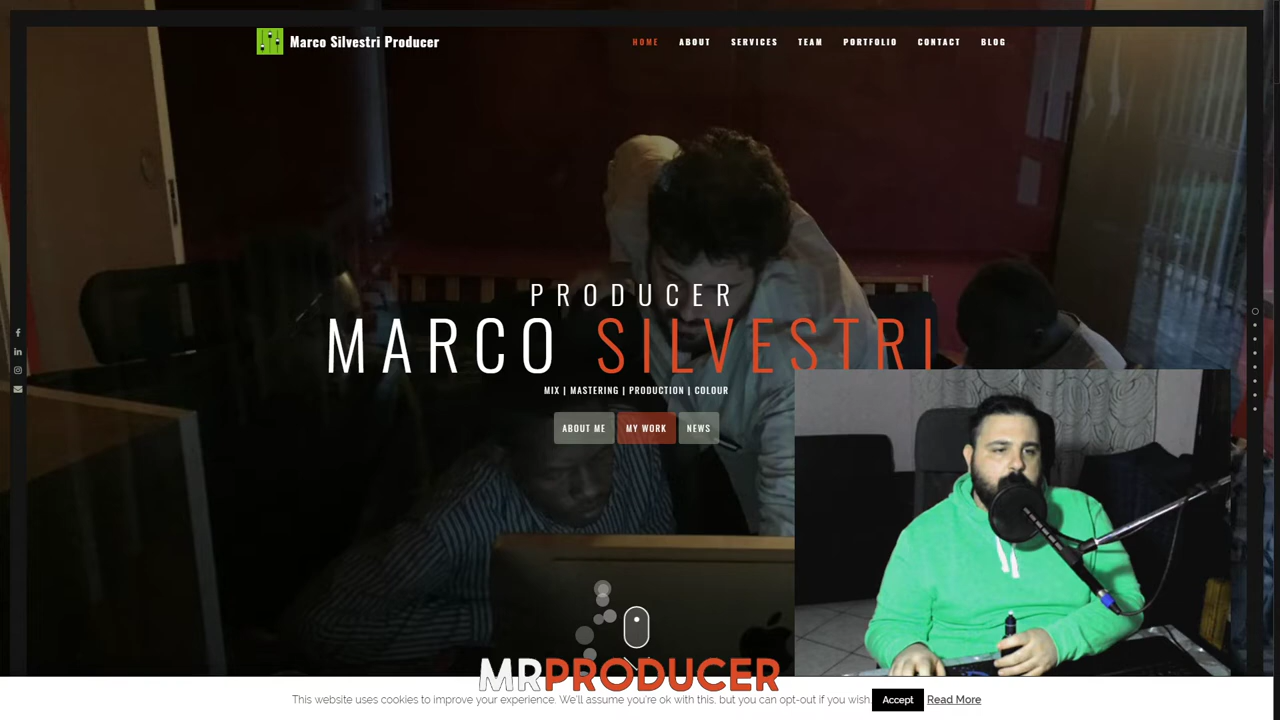 Marco Silvestri Producer
HOME ABOUT SERVICES TEAM PORTFOLIO CONTACT BLOG
PRODUCER
MARCO SILVESTRI
MIX | MASTERING | PRODUCTION | COLOUR
ABOUT ME MY WORK NEWS
MRPRODUCER
This website uses cookies to improve your experience. We'll assume you're ok with this, but you can opt-out if you wish. Accept Read More